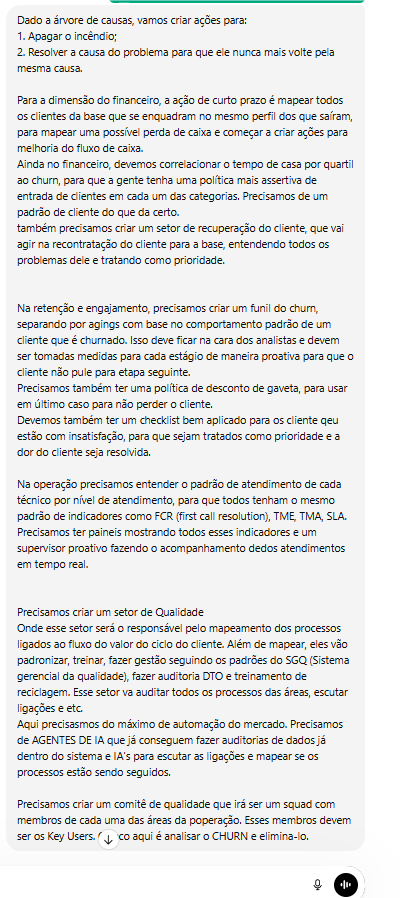 Dado a árvore de causas, vamos criar ações para:
1. Apagar o incêndio;
2. Resolver a causa do problema para que ele nunca mais volte pela
mesma causa.
Para a dimensão do financeiro, a ação de curto prazo é mapear todos
os clientes da base que se enquadram no mesmo perfil dos que saíram,
para mapear uma possível perda de caixa e começar a criar ações para
melhoria do fluxo de caixa.
Ainda no financeiro, devemos correlacionar o tempo de casa por quartil
ao churn, para que a gente tenha uma política mais assertiva de
entrada de clientes em cada um das categorias. Precisamos de um
padrão de cliente do que da certo.
também precisamos criar um setor de recuperação do cliente, que vai
agir na recontratação do cliente para a base, entendendo todos os
problemas dele e tratando como prioridade.
Na retenção e engajamento, precisamos criar um funil do churn,
separando por agings com base no comportamento padrão de um
cliente que é churnado. Isso deve ficar na cara dos analistas e devem
ser tomadas medidas para cada estágio de maneira proativa para que o
cliente não pule para etapa seguinte.
Precisamos também ter uma política de desconto de gaveta, para usar
em último caso para não perder o cliente.
Devemos também ter um checklist bem aplicado para os cliente qeu
estão com insatisfação, para que sejam tratados como prioridade e a
dor do cliente seja resolvida.
Na operação precisamos entender o padrão de atendimento de cada
técnico por nível de atendimento, para que todos tenham o mesmo
padrão de indicadores como FCR (first call resolution), TME, TMA, SLA.
Precisamos ter paineis mostrando todos esses indicadores e um
supervisor proativo fazendo o acompanhamento dedos atendimentos
em tempo real.
Precisamos criar um setor de Qualidade
Onde esse setor será o responsável pelo mapeamento dos processos
ligados ao fluxo do valor do ciclo do cliente. Além de mapear, eles vão
padronizar, treinar, fazer gestão seguindo os padrões do SGQ (Sistema
gerencial da qualidade), fazer auditoria DTO e treinamento de
reciclagem. Esse setor va auditar todos os processos das áreas, escutar
ligações e etc.
Aqui precisasmos do máximo de automação do mercado. Precisamos
de AGENTES DE IA que já conseguem fazer auditorias de dados já
dentro do sistema e IA's para escutar as ligações e mapear se os
processos estão sendo seguidos.
Precisamos criar um comitê de qualidade que irá ser um squad com
membros de cada uma das áreas da poperação. Esses membros devem
ser os Key Users. co aqui é analisar o CHURN e elimina-lo.